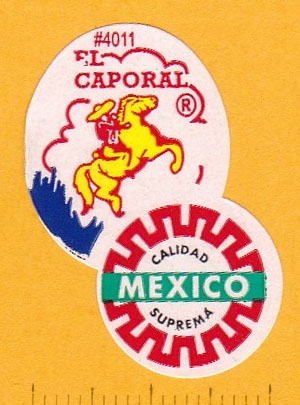 #4011
EL
CAPORAL
®
CALIDAD
MEXICO
SUPREMA